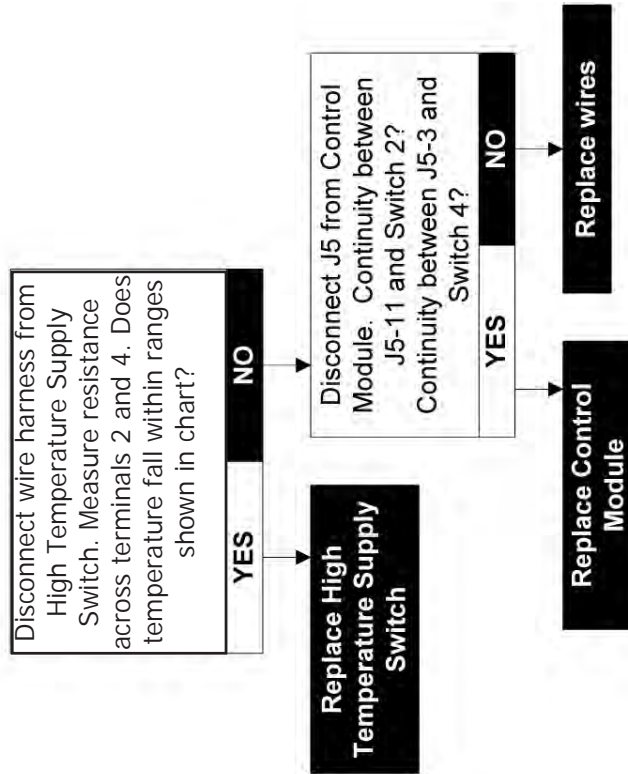 Disconnect wire harness from
High Temperature Supply
Switch. Measure resistance
across terminals 2 and 4. Does
temperature fall within ranges
shown in chart?
YES
NO
Replace High
Temperature Supply
Switch
Disconnect J5 from Control
Module. Continuity between
J5-11 and Switch 2?
Continuity between J5-3 and
Switch 4?
YES
NO
Replace Control
Module
Replace wires